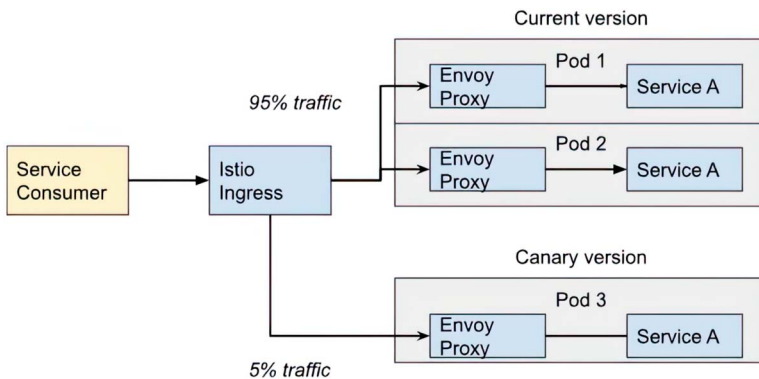 Current version
Pod 1
Envoy
Proxy
Service A
95% traffic
Pod 2
Envoy
Proxy
Service A
Service
Consumer
Istio
Ingress
Canary version
Pod 3
Envoy
Proxy
Service A
5% traffic